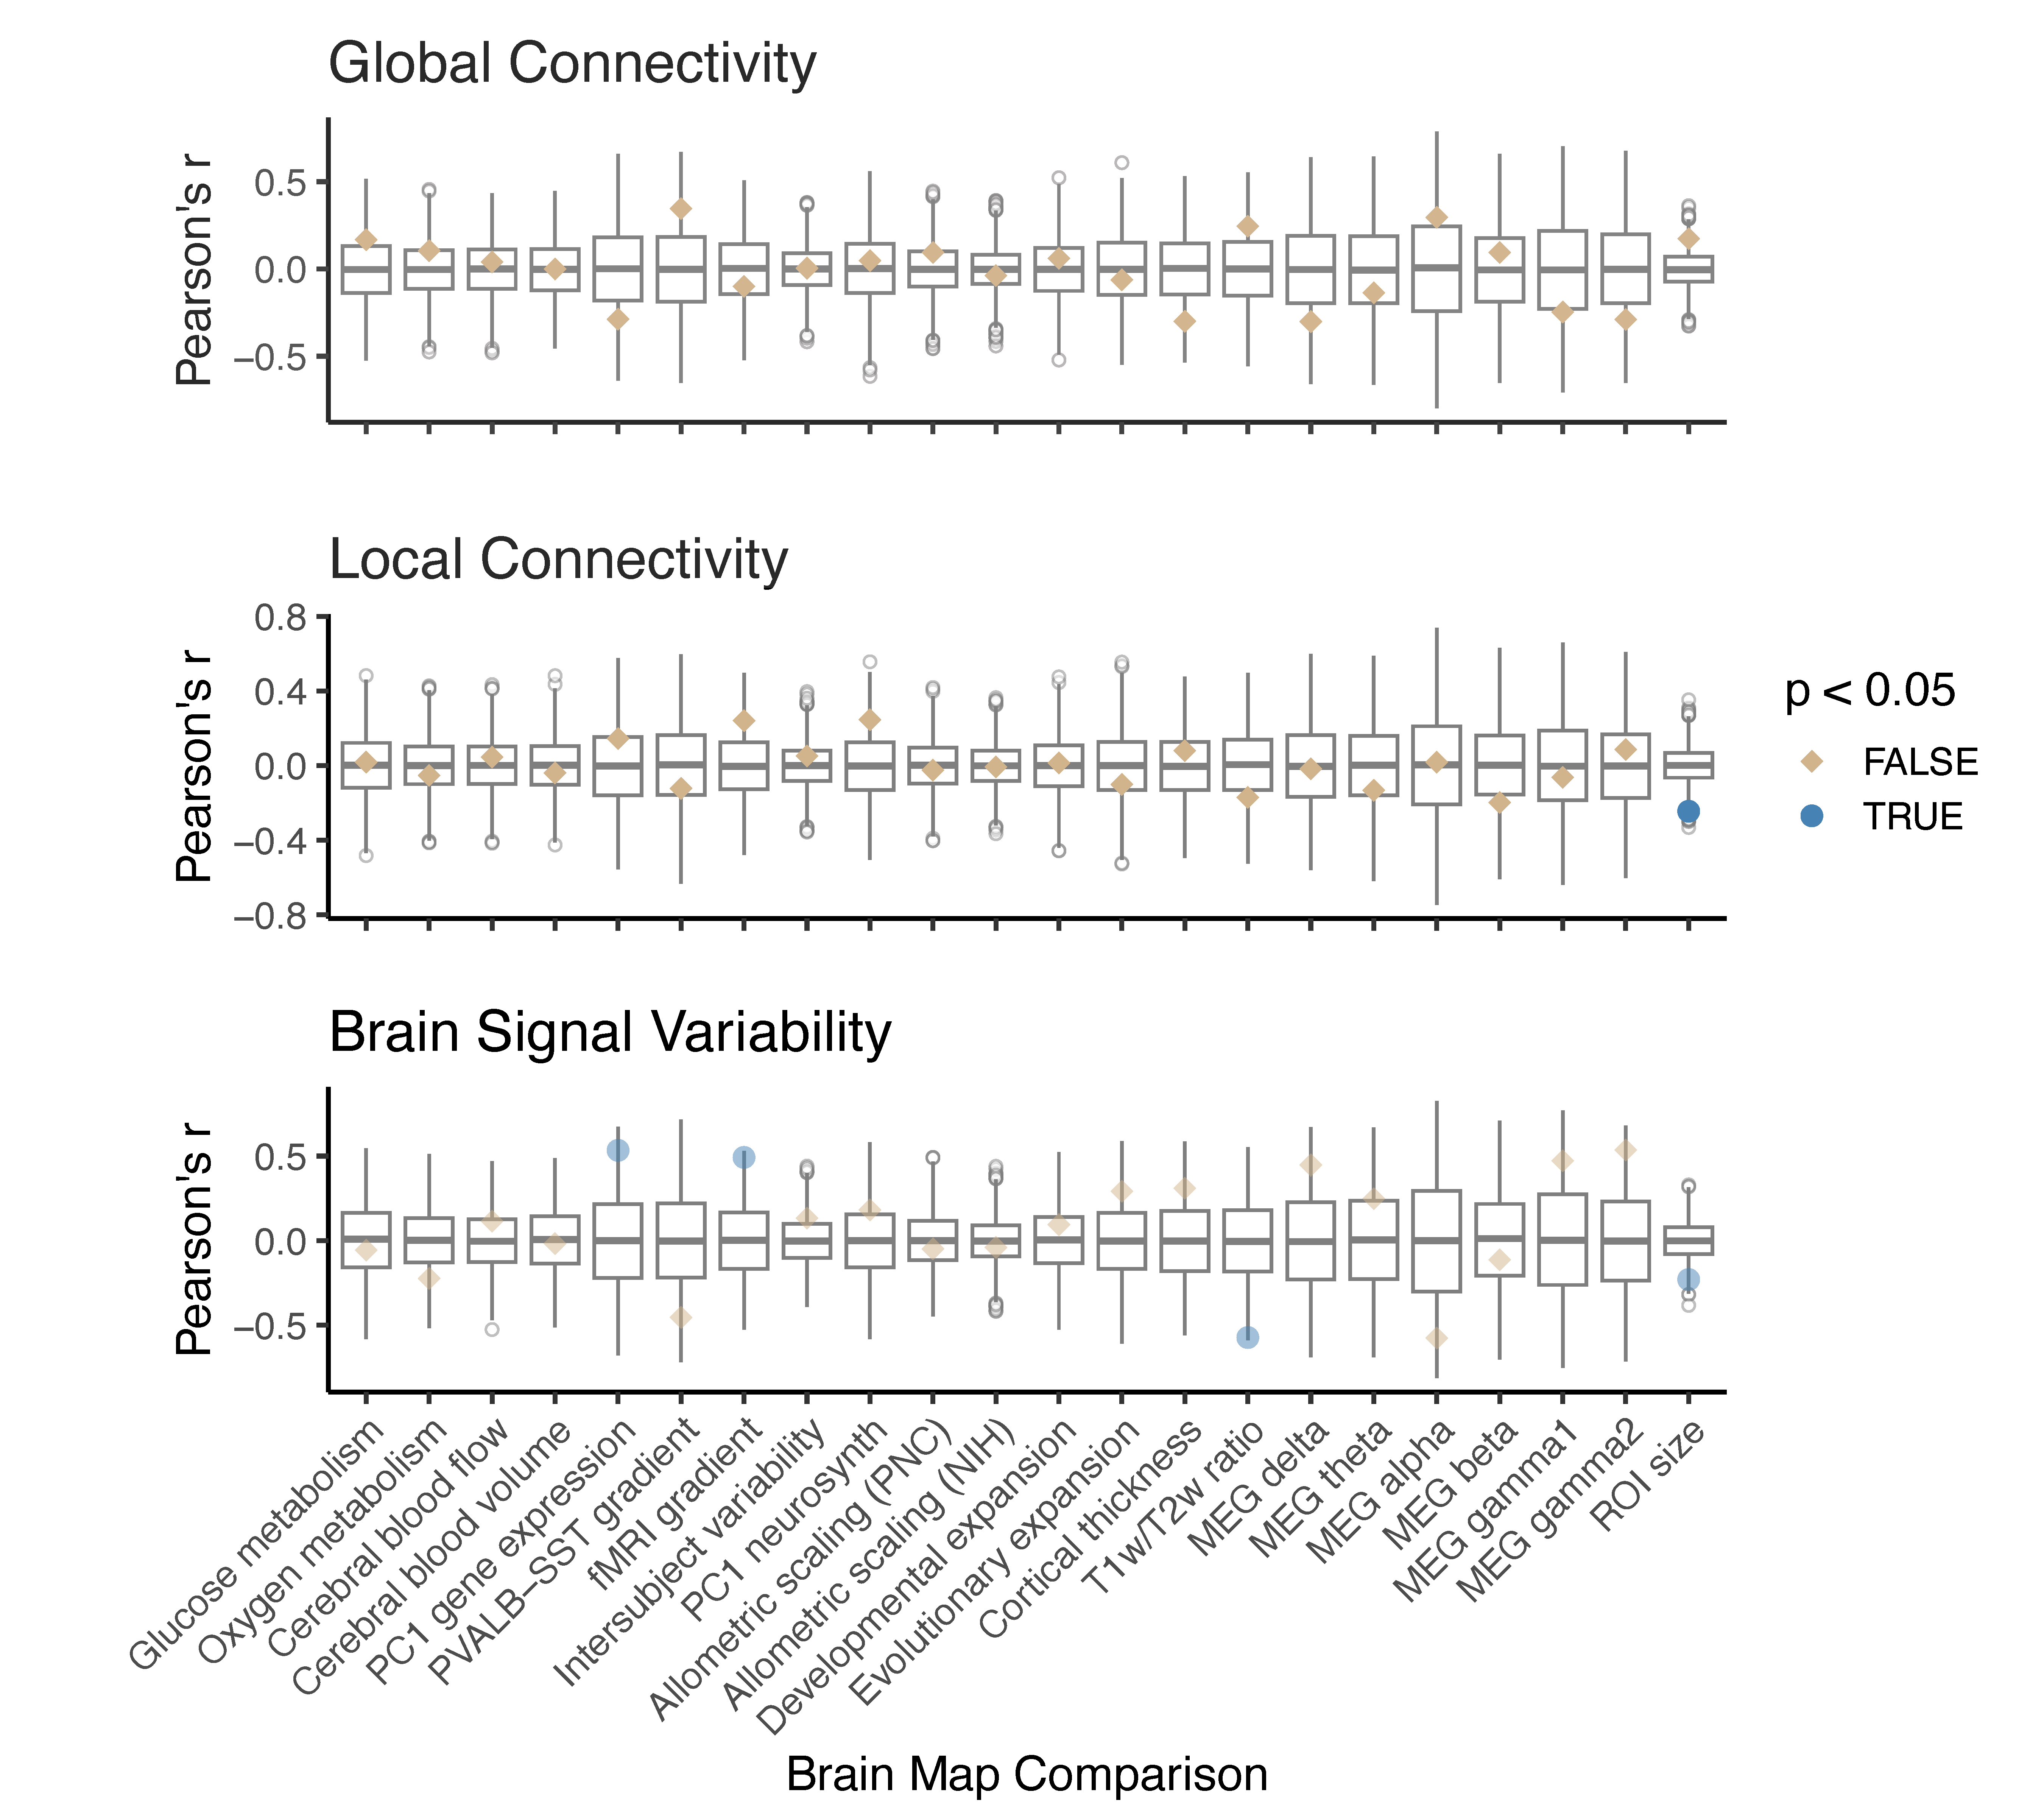 Global Connectivity
Pearson's r
0.5
0.0
−0.5
Local Connectivity
Pearson's r
0.8
0.4
0.0
−0.4
−0.8
p < 0.05
FALSE
TRUE
Brain Signal Variability
Pearson's r
0.5
0.0
−0.5
Glucose metabolism
Oxygen metabolism
Cerebral blood flow
Cerebral blood volume
PC1 gene expression
PVALB−SST gradient
fMRI gradient
Intersubject variability
PC1 neurosynth
Allometric scaling (PNC)
Allometric scaling (NIH)
Developmental expansion
Evolutionary expansion
Cortical thickness
T1w/T2w ratio
MEG delta
MEG theta
MEG alpha
MEG beta
MEG gamma1
MEG gamma2
ROI size
Brain Map Comparison